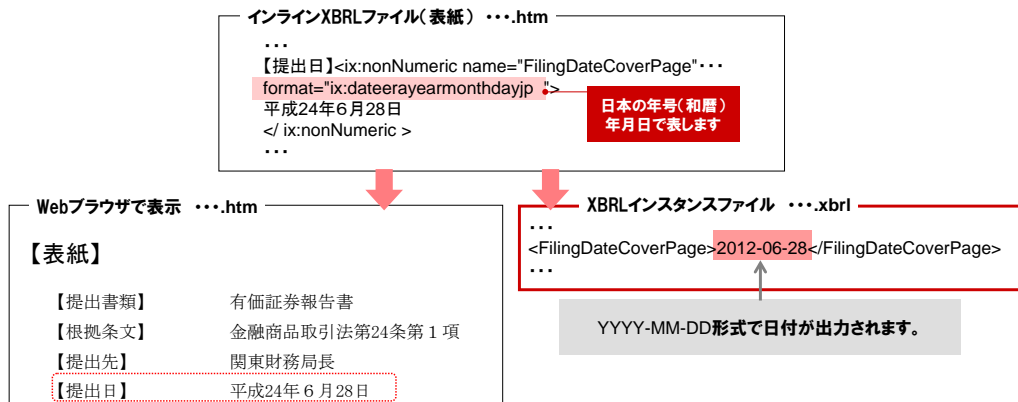 インラインXBRLファイル(表紙) ・・・.htm
・・・
【提出日】<ix:nonNumeric name="FilingDateCoverPage"・・・
format="ix:dateerayearmonthdayjp ">
平成24年6月28日
</ ix:nonNumeric >
・・・
日本の年号(和暦)
年月日で表します
Webブラウザで表示 ・・・.htm
【表紙】
【提出書類】 有価証券報告書
【根拠条文】 金融商品取引法第24条第1項
【提出先】 関東財務局長
【提出日】 平成24年6月28日
XBRLインスタンスファイル ・・・.xbrl
・・・
<FilingDateCoverPage>2012-06-28</FilingDateCoverPage>
・・・
YYYY-MM-DD形式で日付が出力されます。